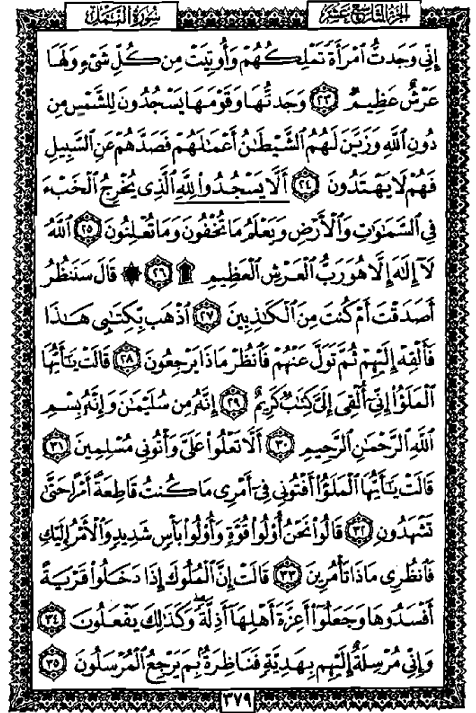 الجزء التاسع عشر سورة النمل
إِنِّي وَجَدتُّ ٱمْرَأَةً تَمْلِكُهُمْ وَأُوتِيَتْ مِن كُلِّ شَىْءٍ وَلَهَا
عَرْشٌ عَظِيمٌ ٢٣ وَجَدتُّهَا وَقَوْمَهَا يَسْجُدُونَ لِلشَّمْسِ مِن
دُونِ ٱللَّهِ وَزَيَّنَ لَهُمُ ٱلشَّيْطَٰنُ أَعْمَٰلَهُمْ فَصَدَّهُمْ عَنِ ٱلسَّبِيلِ
فَهُمْ لَا يَهْتَدُونَ ٢٤ أَلَّا يَسْجُدُوا۟ لِلَّهِ ٱلَّذِى يُخْرِجُ ٱلْخَبْءَ
فِى ٱلسَّمَٰوَٰتِ وَٱلْأَرْضِ وَيَعْلَمُ مَا تُخْفُونَ وَمَا تُعْلِنُونَ ٢٥ ٱللَّهُ
لَآ إِلَٰهَ إِلَّا هُوَ رَبُّ ٱلْعَرْشِ ٱلْعَظِيمِ ۩ ٢٦ ۞ قَالَ سَنَنظُرُ
أَصَدَقْتَ أَمْ كُنتَ مِنَ ٱلْكَٰذِبِينَ ٢٧ ٱذْهَب بِّكِتَٰبِى هَٰذَا
فَأَلْقِهْ إِلَيْهِمْ ثُمَّ تَوَلَّ عَنْهُمْ فَٱنظُرْ مَاذَا يَرْجِعُونَ ٢٨ قَالَتْ يَٰٓأَيُّهَا
ٱلْمَلَؤُا۟ إِنِّىٓ أُلْقِىَ إِلَىَّ كِتَٰبٌ كَرِيمٌ ٢٩ إِنَّهُۥ مِن سُلَيْمَٰنَ وَإِنَّهُۥ بِسْمِ
ٱللَّهِ ٱلرَّحْمَٰنِ ٱلرَّحِيمِ ٣٠ أَلَّا تَعْلُوا۟ عَلَىَّ وَأْتُونِى مُسْلِمِينَ ٣١
قَالَتْ يَٰٓأَيُّهَا ٱلْمَلَؤُا۟ أَفْتُونِى فِىٓ أَمْرِى مَا كُنتُ قَاطِعَةً أَمْرًا حَتَّىٰ
تَشْهَدُونِ ٣٢ قَالُوا۟ نَحْنُ أُو۟لُوا۟ قُوَّةٍ وَأُو۟لُوا۟ بَأْسٍ شَدِيدٍ وَٱلْأَمْرُ إِلَيْكِ
فَٱنظُرِى مَاذَا تَأْمُرِينَ ٣٣ قَالَتْ إِنَّ ٱلْمُلُوكَ إِذَا دَخَلُوا۟ قَرْيَةً
أَفْسَدُوهَا وَجَعَلُوٓا۟ أَعِزَّةَ أَهْلِهَآ أَذِلَّةً ۖ وَكَذَٰلِكَ يَفْعَلُونَ ٣٤
وَإِنِّى مُرْسِلَةٌ إِلَيْهِم بِهَدِيَّةٍ فَنَاظِرَةٌۢ بِمَ يَرْجِعُ ٱلْمُرْسَلُونَ ٣٥
٣٧٩